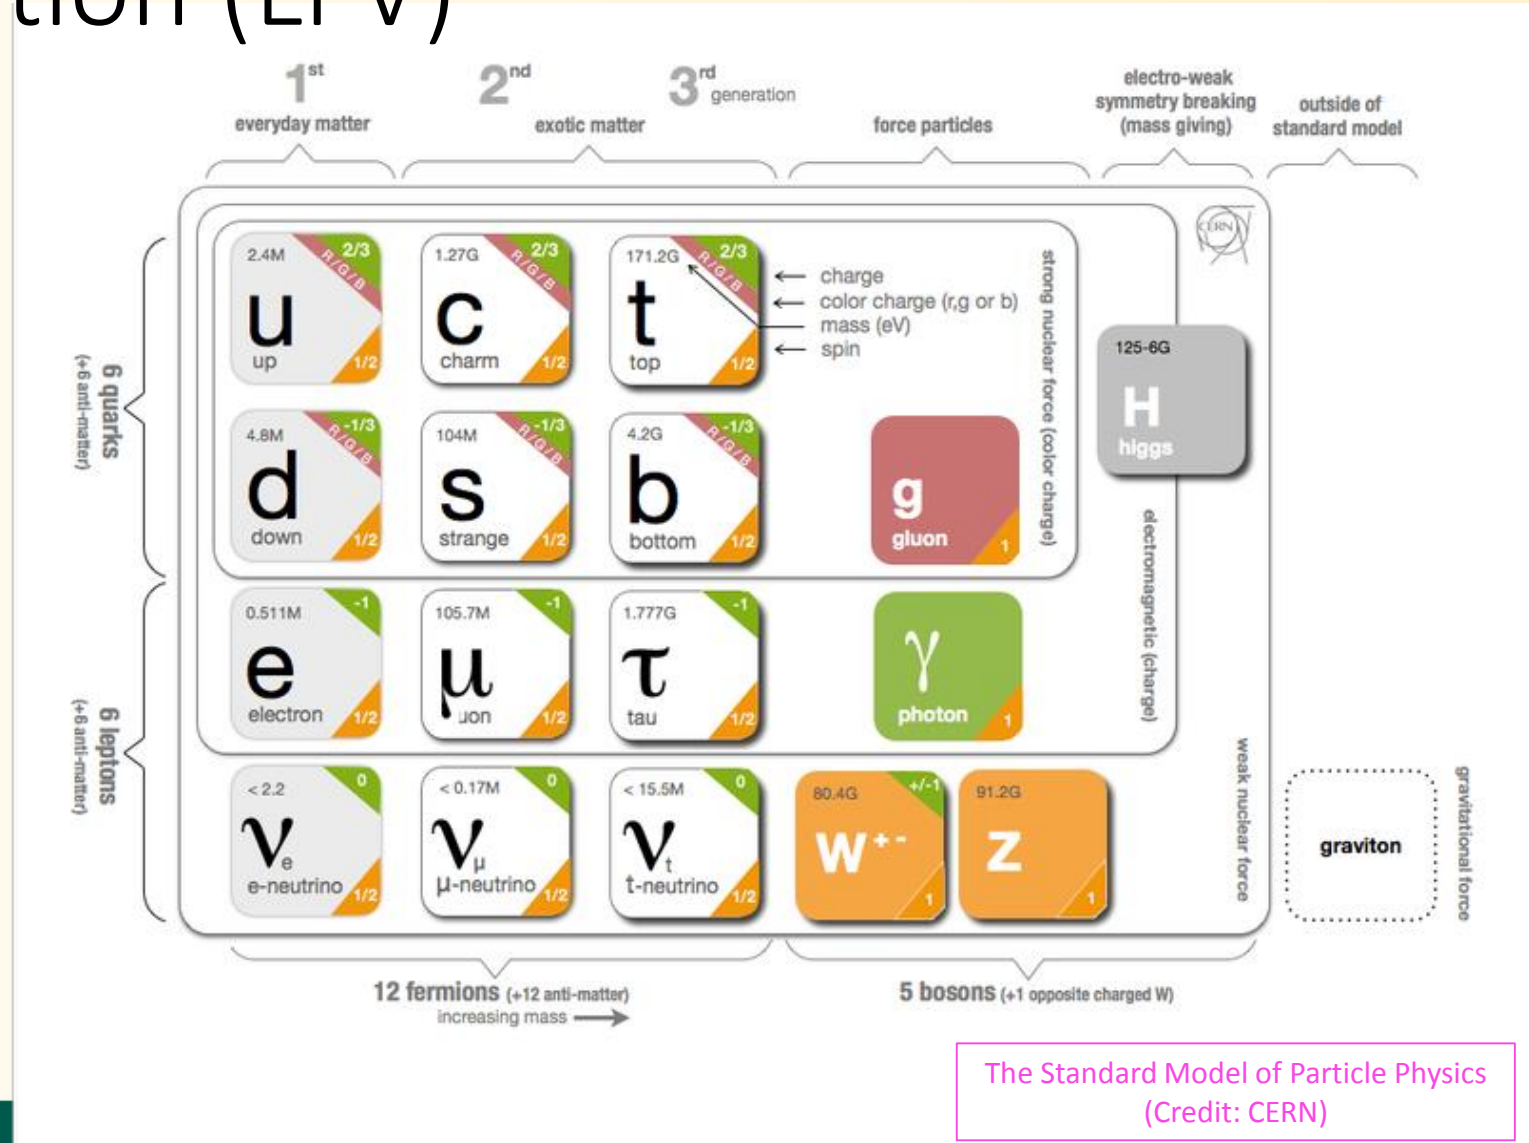 tion (LFV)
1st
everyday matter
2nd
3rd generation
exotic matter
force particles
electro-weak
symmetry breaking
(mass giving)
outside of
standard model
CERN
6 quarks
(+6 anti-matter)
2.4M
2/3
R/G/B
u
up
1/2
1.27G
2/3
R/G/B
c
charm
1/2
171.2G
2/3
R/G/B
t
top
1/2
charge
color charge (r,g or b)
mass (eV)
spin
strong nuclear force (color charge)
125-6G
H
higgs
4.8M
-1/3
R/G/B
d
down
1/2
104M
-1/3
R/G/B
s
strange
1/2
4.2G
-1/3
R/G/B
b
bottom
1/2
g
gluon
1
6 leptons
(+6 anti-matter)
0.511M
-1
e
electron
1/2
105.7M
-1
μ
uon
1/2
1.777G
-1
τ
tau
1/2
γ
photon
1
electromagnetic (charge)
< 2.2
0
νe
e-neutrino
1/2
< 0.17M
0
νμ
μ-neutrino
1/2
< 15.5M
0
νt
t-neutrino
1/2
80.4G
+/-1
W+-
1
91.2G
Z
1
weak nuclear force
graviton
gravitational force
12 fermions (+12 anti-matter)
increasing mass
5 bosons (+1 opposite charged W)
The Standard Model of Particle Physics
(Credit: CERN)